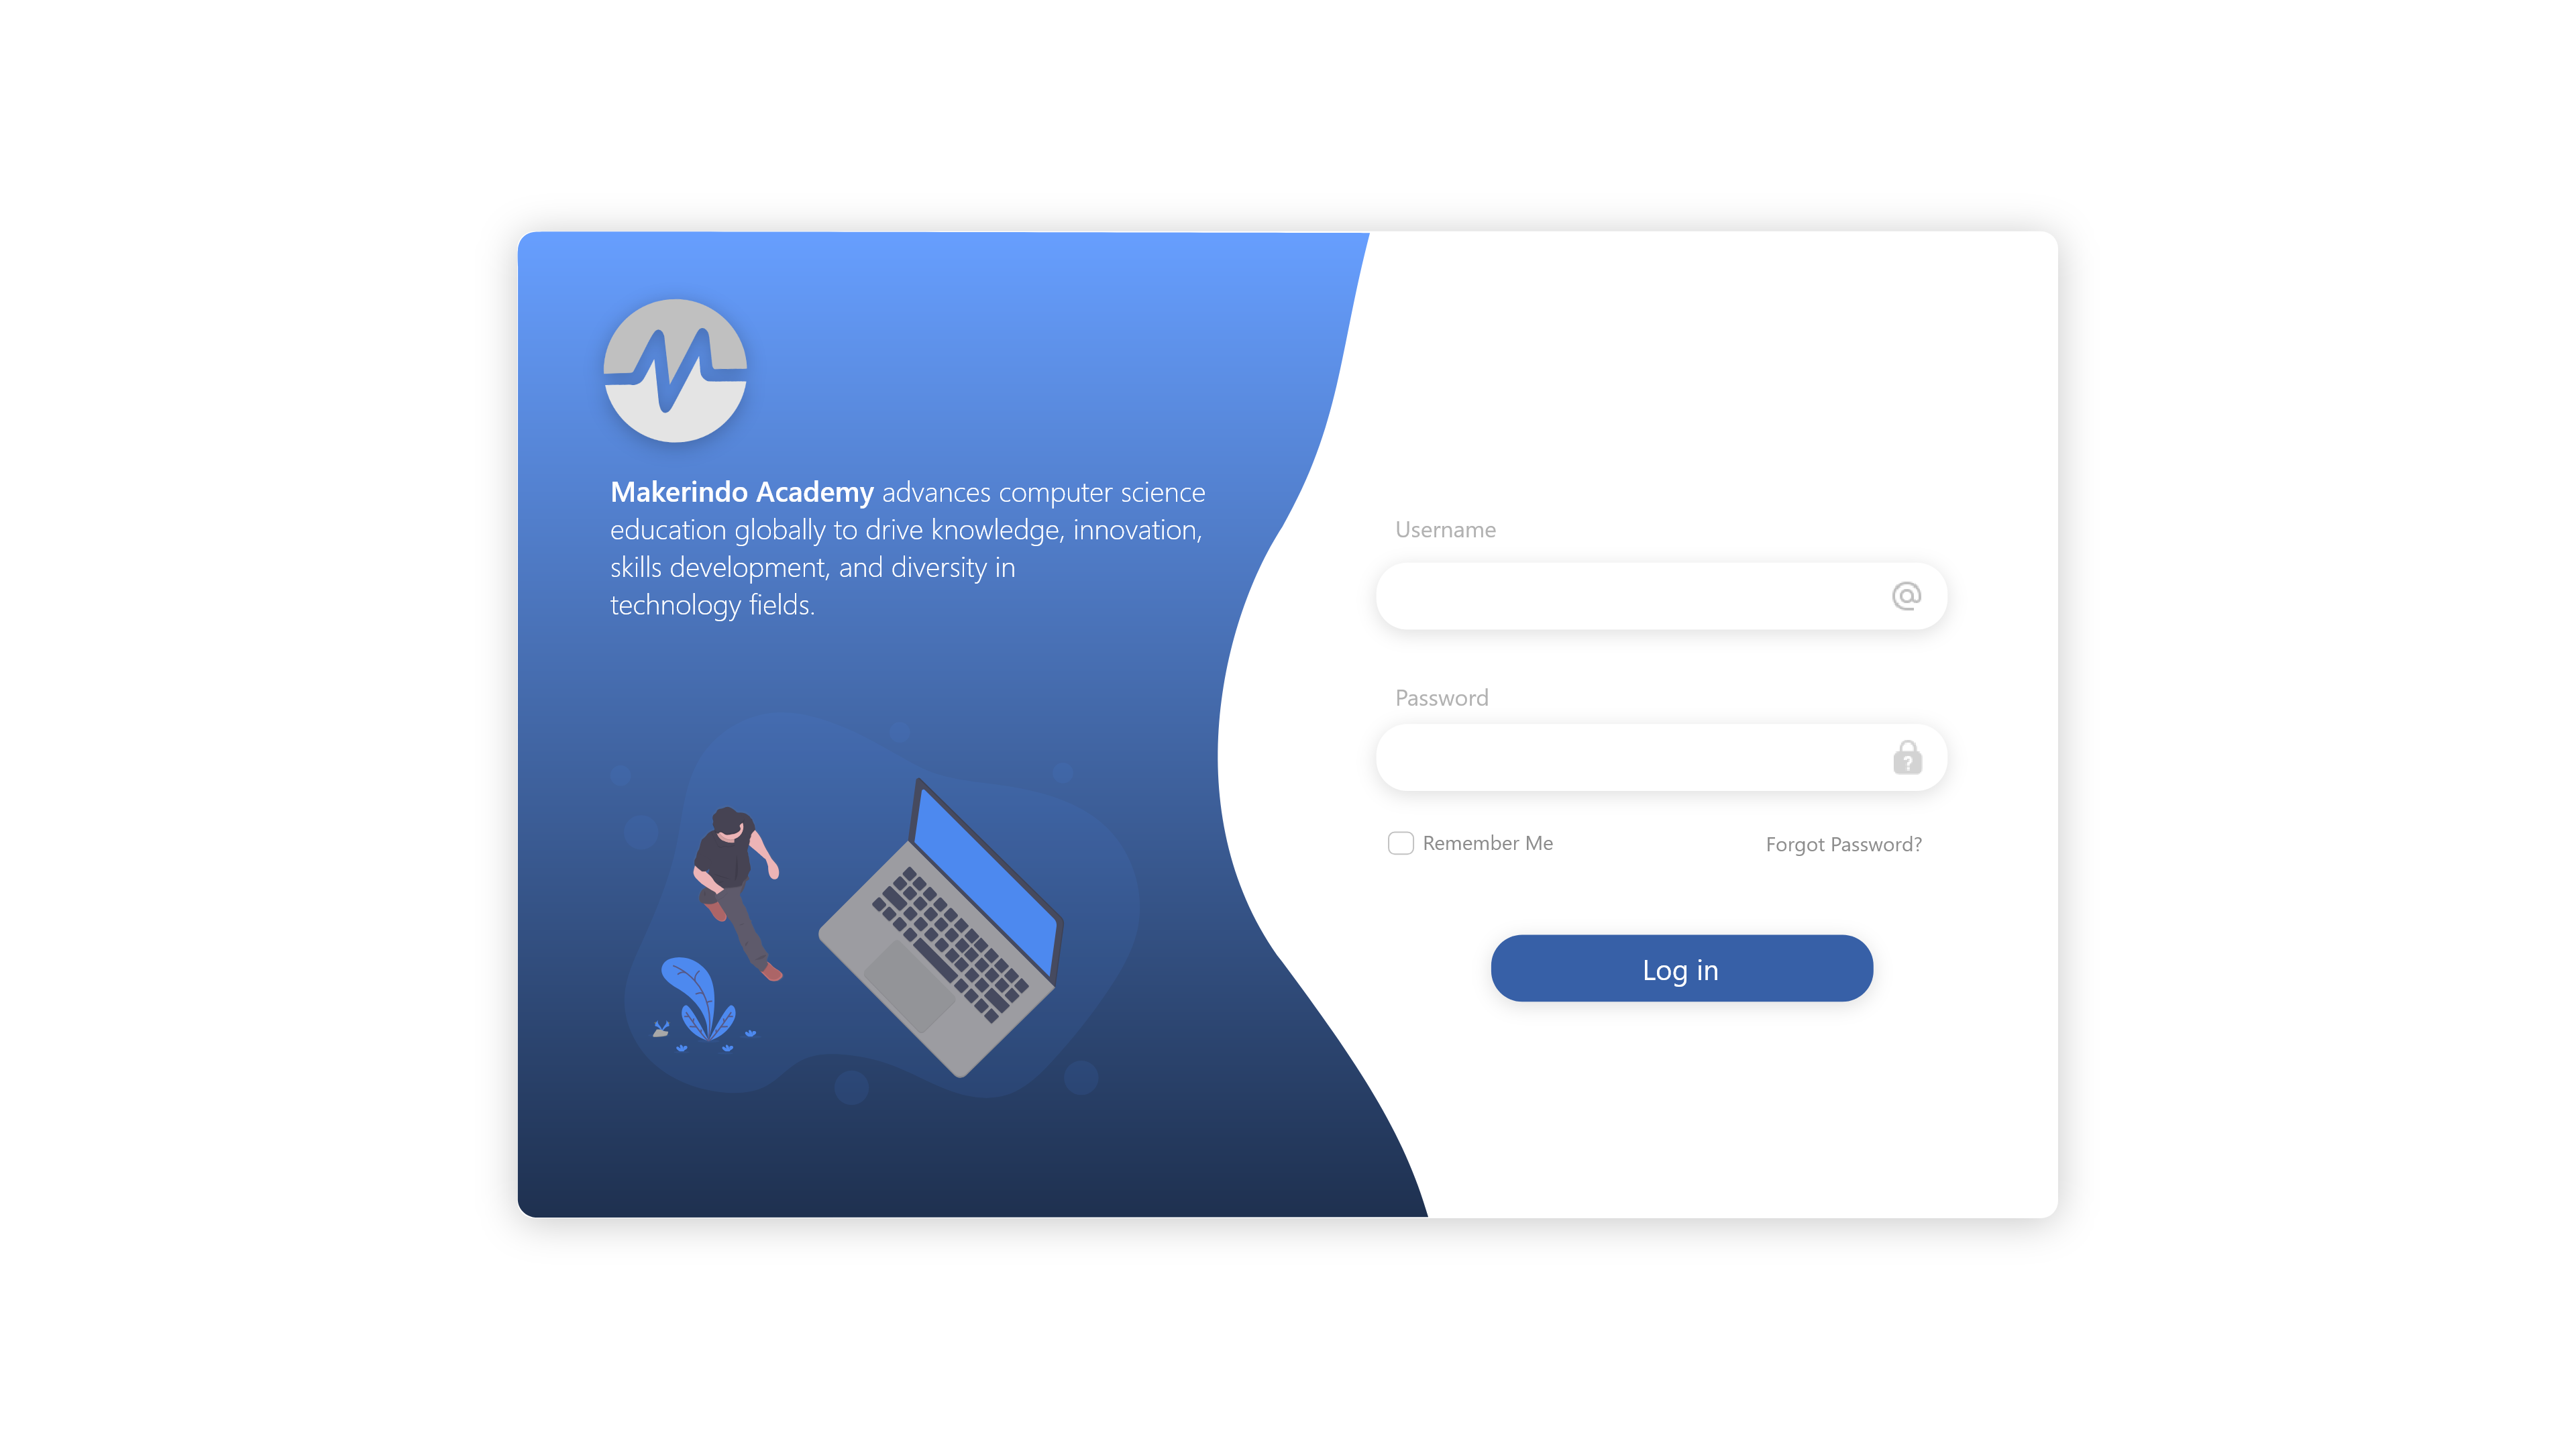 Makerindo Academy advances computer science
education globally to drive knowledge, innovation,
skills development, and diversity in
technology fields.
Username
Password
Remember Me
Forgot Password?
Log in